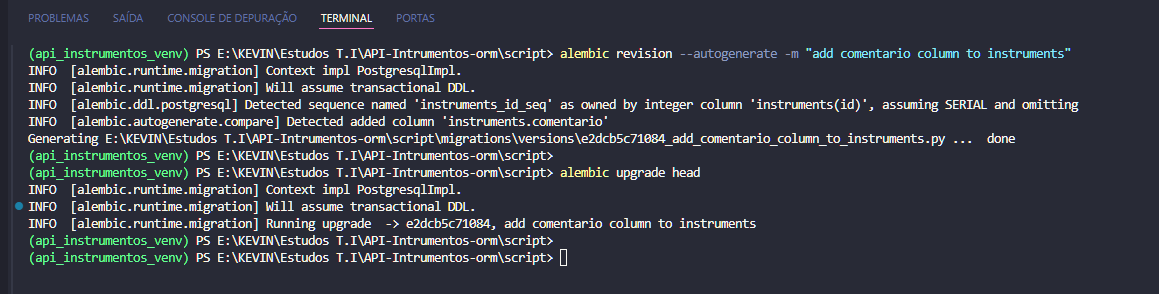 PROBLEMAS SAÍDA CONSOLE DE DEPURAÇÃO TERMINAL PORTAS
(api_instrumentos_venv) PS E:\KEVIN\Estudos T.I\API-Intrumentos-orm\script> alembic revision --autogenerate -m "add comentario column to instruments"
INFO  [alembic.runtime.migration] Context impl PostgresqlImpl.
INFO  [alembic.runtime.migration] Will assume transactional DDL.
INFO  [alembic.ddl.postgresql] Detected sequence named 'instruments_id_seq' as owned by integer column 'instruments(id)', assuming SERIAL and omitting
INFO  [alembic.autogenerate.compare] Detected added column 'instruments.comentario'
Generating E:\KEVIN\Estudos T.I\API-Intrumentos-orm\script\migrations\versions\e2dcb5c71084_add_comentario_column_to_instruments.py ...  done
(api_instrumentos_venv) PS E:\KEVIN\Estudos T.I\API-Intrumentos-orm\script>
(api_instrumentos_venv) PS E:\KEVIN\Estudos T.I\API-Intrumentos-orm\script> alembic upgrade head
INFO  [alembic.runtime.migration] Context impl PostgresqlImpl.
INFO  [alembic.runtime.migration] Will assume transactional DDL.
INFO  [alembic.runtime.migration] Running upgrade  -> e2dcb5c71084, add comentario column to instruments
(api_instrumentos_venv) PS E:\KEVIN\Estudos T.I\API-Intrumentos-orm\script>
(api_instrumentos_venv) PS E:\KEVIN\Estudos T.I\API-Intrumentos-orm\script>